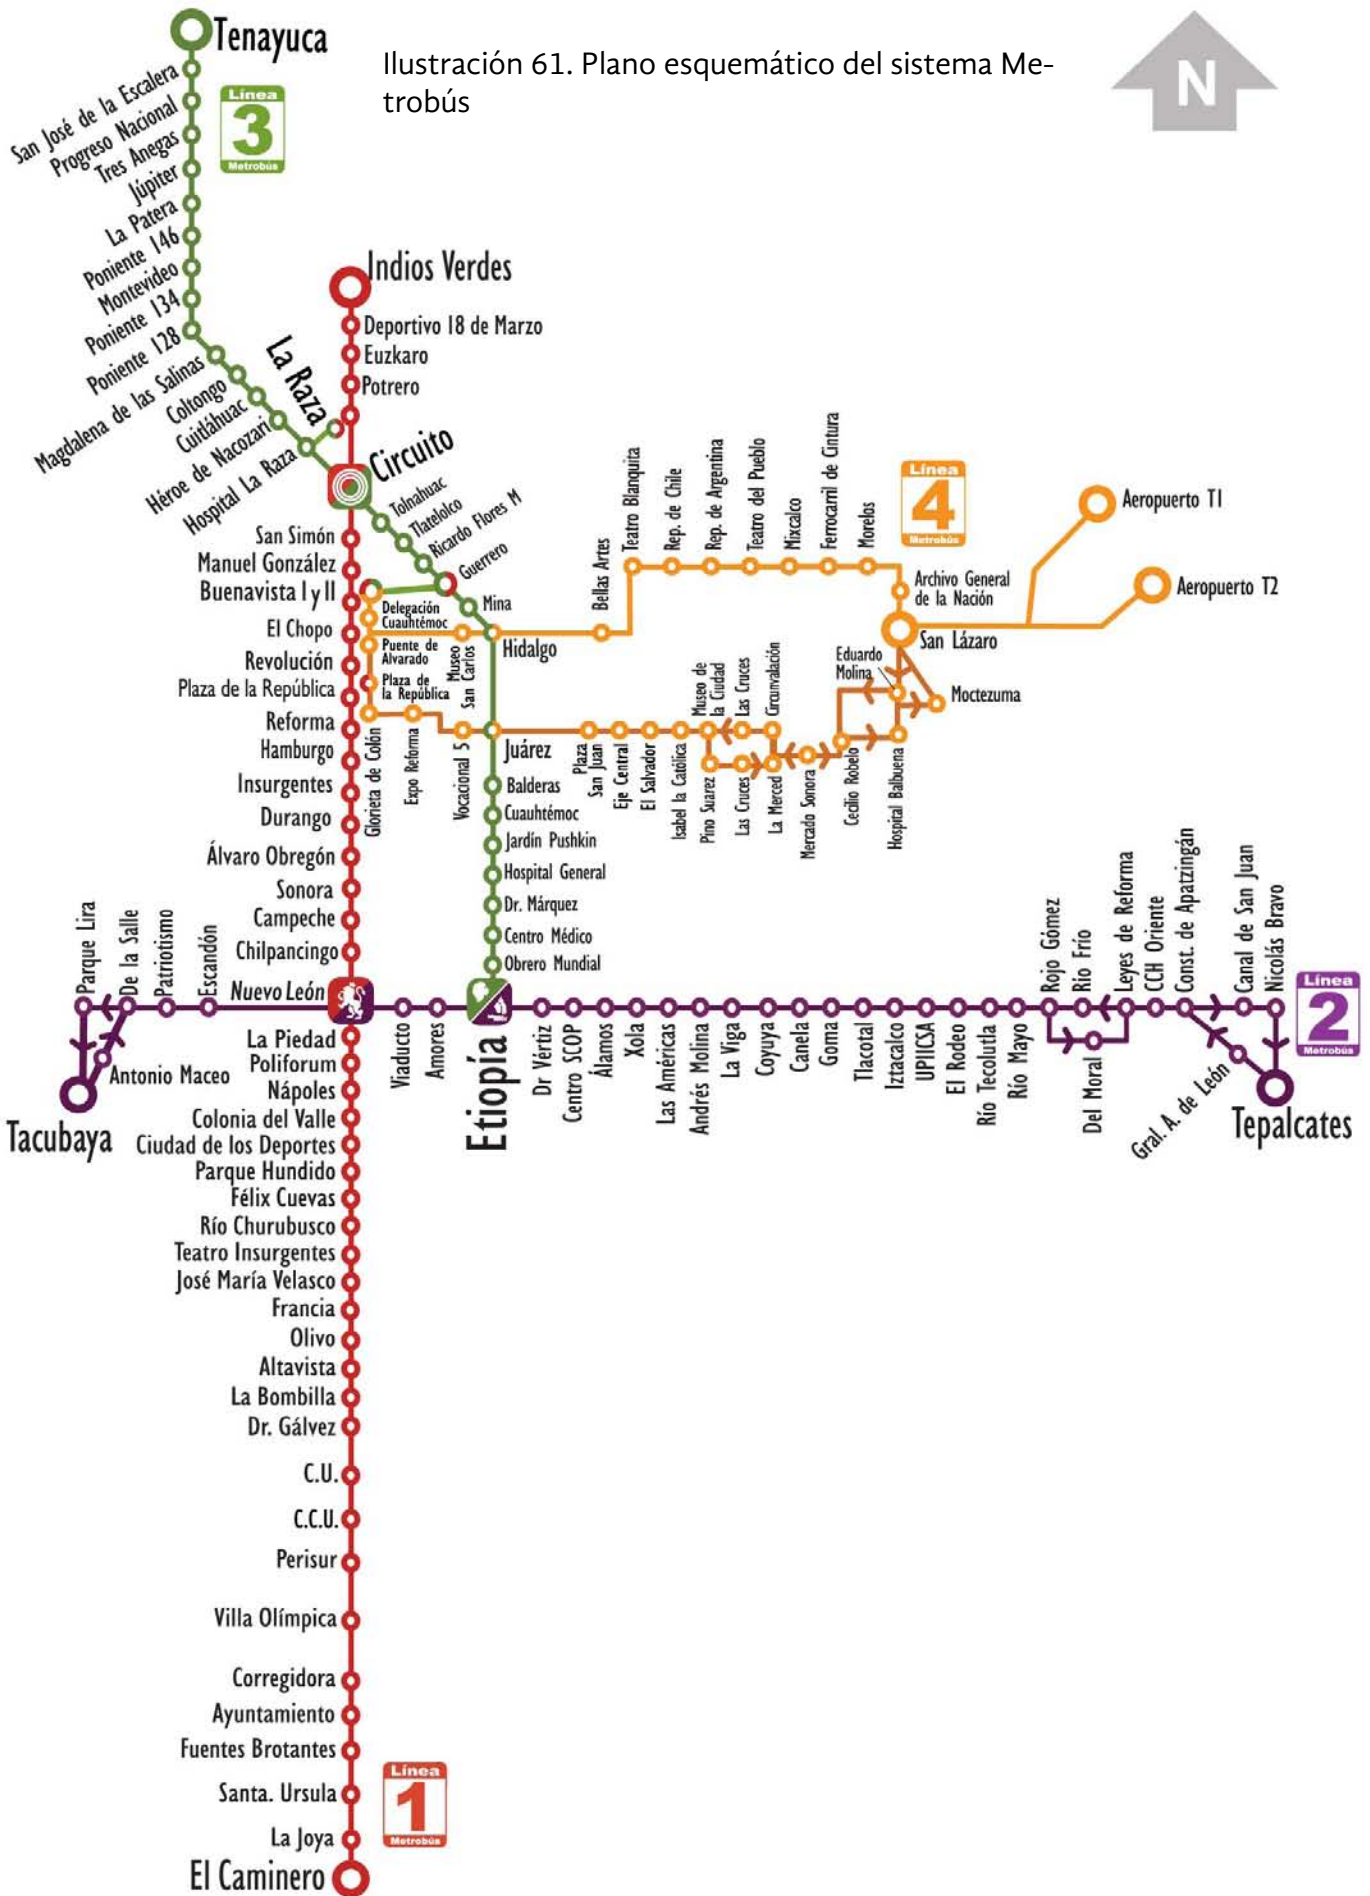 Ilustración 61. Plano esquemático del sistema Me-
trobús
N
Tenayuca
San José de la Escalera
Progreso Nacional
Tres Anegas
Júpiter
La Patera
Poniente 146
Montevideo
Poniente 134
Poniente 128
Magdalena de las Salinas
Coltongo
Cuitláhuac
Héroe de Nacozari
Hospital La Raza
Línea
3
Metrobús
La Raza
Indios Verdes
Deportivo 18 de Marzo
Euzkaro
Potrero
Circuito
Tolnahuac
Tlatelolco
Ricardo Flores M
Guerrero
Mina
Hidalgo
Juárez
Balderas
Cuauhtémoc
Jardín Pushkin
Hospital General
Dr. Márquez
Centro Médico
Obrero Mundial
Etiopía
San Simón
Manuel González
Buenavista I y II
El Chopo
Revolución
Plaza de la República
Reforma
Hamburgo
Insurgentes
Durango
Álvaro Obregón
Sonora
Campeche
Chilpancingo
Nuevo León
La Piedad
Poliforum
Nápoles
Colonia del Valle
Ciudad de los Deportes
Parque Hundido
Félix Cuevas
Río Churubusco
Teatro Insurgentes
José María Velasco
Francia
Olivo
Altavista
La Bombilla
Dr. Gálvez
C.U.
C.C.U.
Perisur
Villa Olímpica
Corregidora
Ayuntamiento
Fuentes Brotantes
Santa. Ursula
La Joya
El Caminero
Línea
1
Metrobús
Delegación
Cuauhtémoc
Puente de
Alvarado
Plaza de
la República
Museo
San Carlos
Glorieta de Colón
Expo Reforma
Vocacional 5
Bellas Artes
Teatro Blanquita
Rep. de Chile
Rep. de Argentina
Teatro del Pueblo
Mixcalco
Ferrocarril de Cintura
Morelos
Línea
4
Metrobús
Archivo General
de la Nación
San Lázaro
Aeropuerto T1
Aeropuerto T2
Eduardo
Molina
Moctezuma
Plaza
San Juan
Eje Central
El Salvador
Isabel la Católica
Museo de
la Ciudad
Las Cruces
Circunvalación
Pino Suarez
Las Cruces
La Merced
Mercado Sonora
Cecilio Robelo
Hospital Balbuena
Parque Lira
De la Salle
Patriotismo
Escandón
Antonio Maceo
Tacubaya
Viaducto
Amores
Dr Vértiz
Centro SCOP
Álamos
Xola
Las Américas
Andrés Molina
La Viga
Coyuya
Canela
Goma
Tlacotal
Iztacalco
UPIICSA
El Rodeo
Río Tecolutla
Río Mayo
Rojo Gómez
Río Frío
Del Moral
Leyes de Reforma
CCH Oriente
Const. de Apatzingán
Canal de San Juan
Nicolás Bravo
Gral. A. de León
Tepalcates
Línea
2
Metrobús